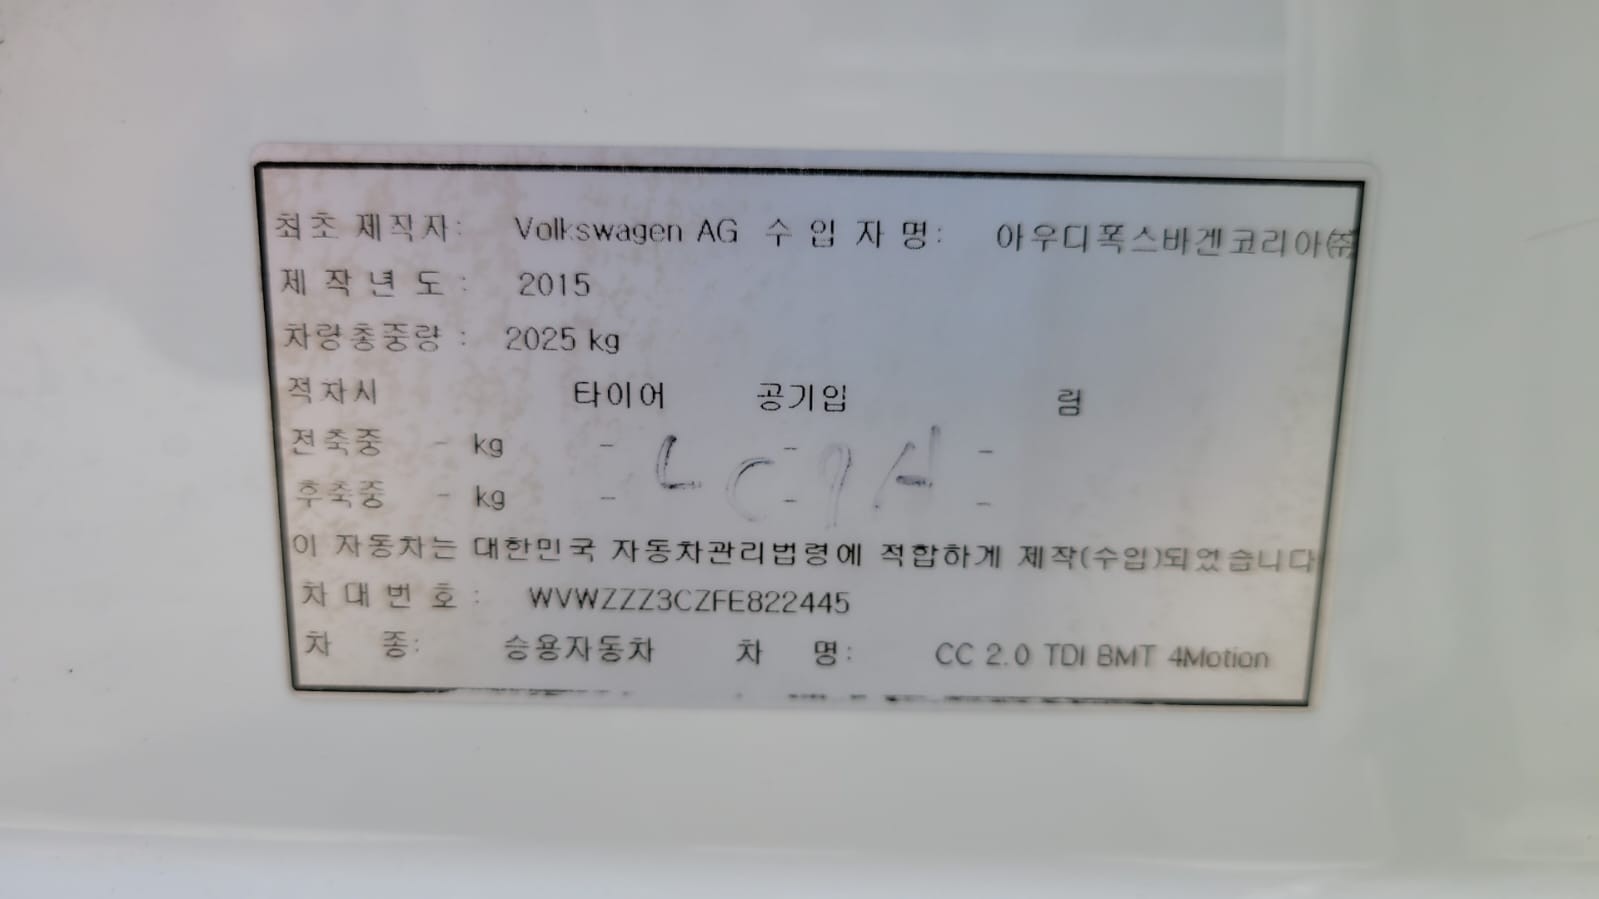 최초 제작자: Volkswagen AG 수 입 자 명: 아우디폭스바겐코리아㈜
제 작 년 도 : 2015
차량총중량 : 2025 kg
적차시 타이어 공기압 림
전축중 - kg - - -
후축중 - kg - - -
이 자동차는 대한민국 자동차관리법령에 적합하게 제작(수입)되었습니다
차 대 번 호 : WVWZZZ3CZFE822445
차 종: 승용자동차 차 명: CC 2.0 TDI BMT 4Motion